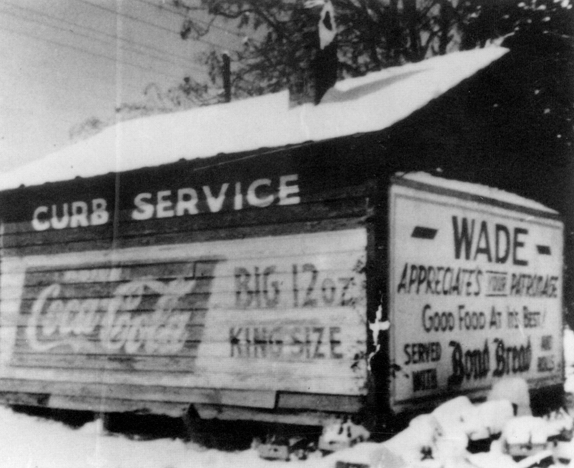 CURB SERVICE
Coca-Cola
BIG 12 oz.
KING SIZE
- WADE -
APPRECIATES YOUR PATRONAGE
Good Food At It's Best!
SERVED WITH Bond Bread AND ROLLS